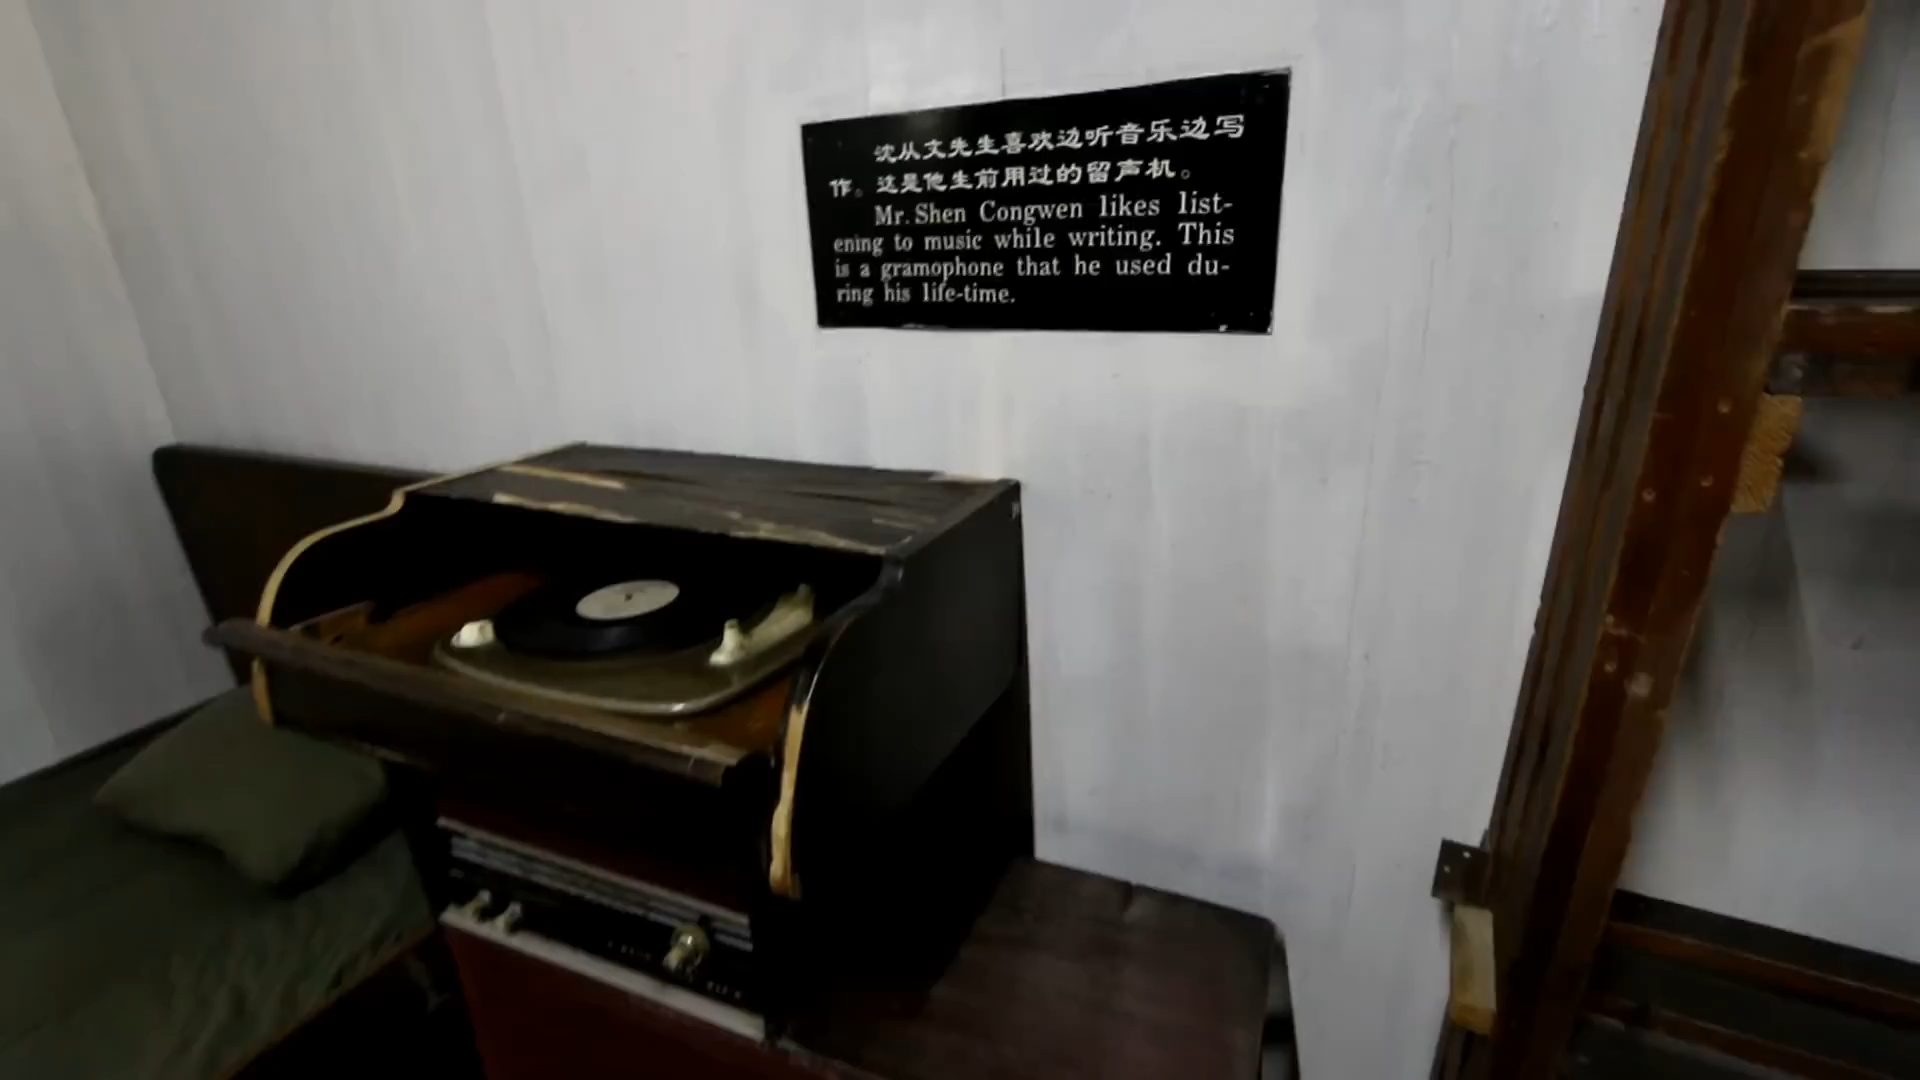 沈从文先生喜欢边听音乐边写
作。这是他生前用过的留声机。
Mr. Shen Congwen likes list-
ening to music while writing. This
is a gramophone that he used du-
ring his life-time.